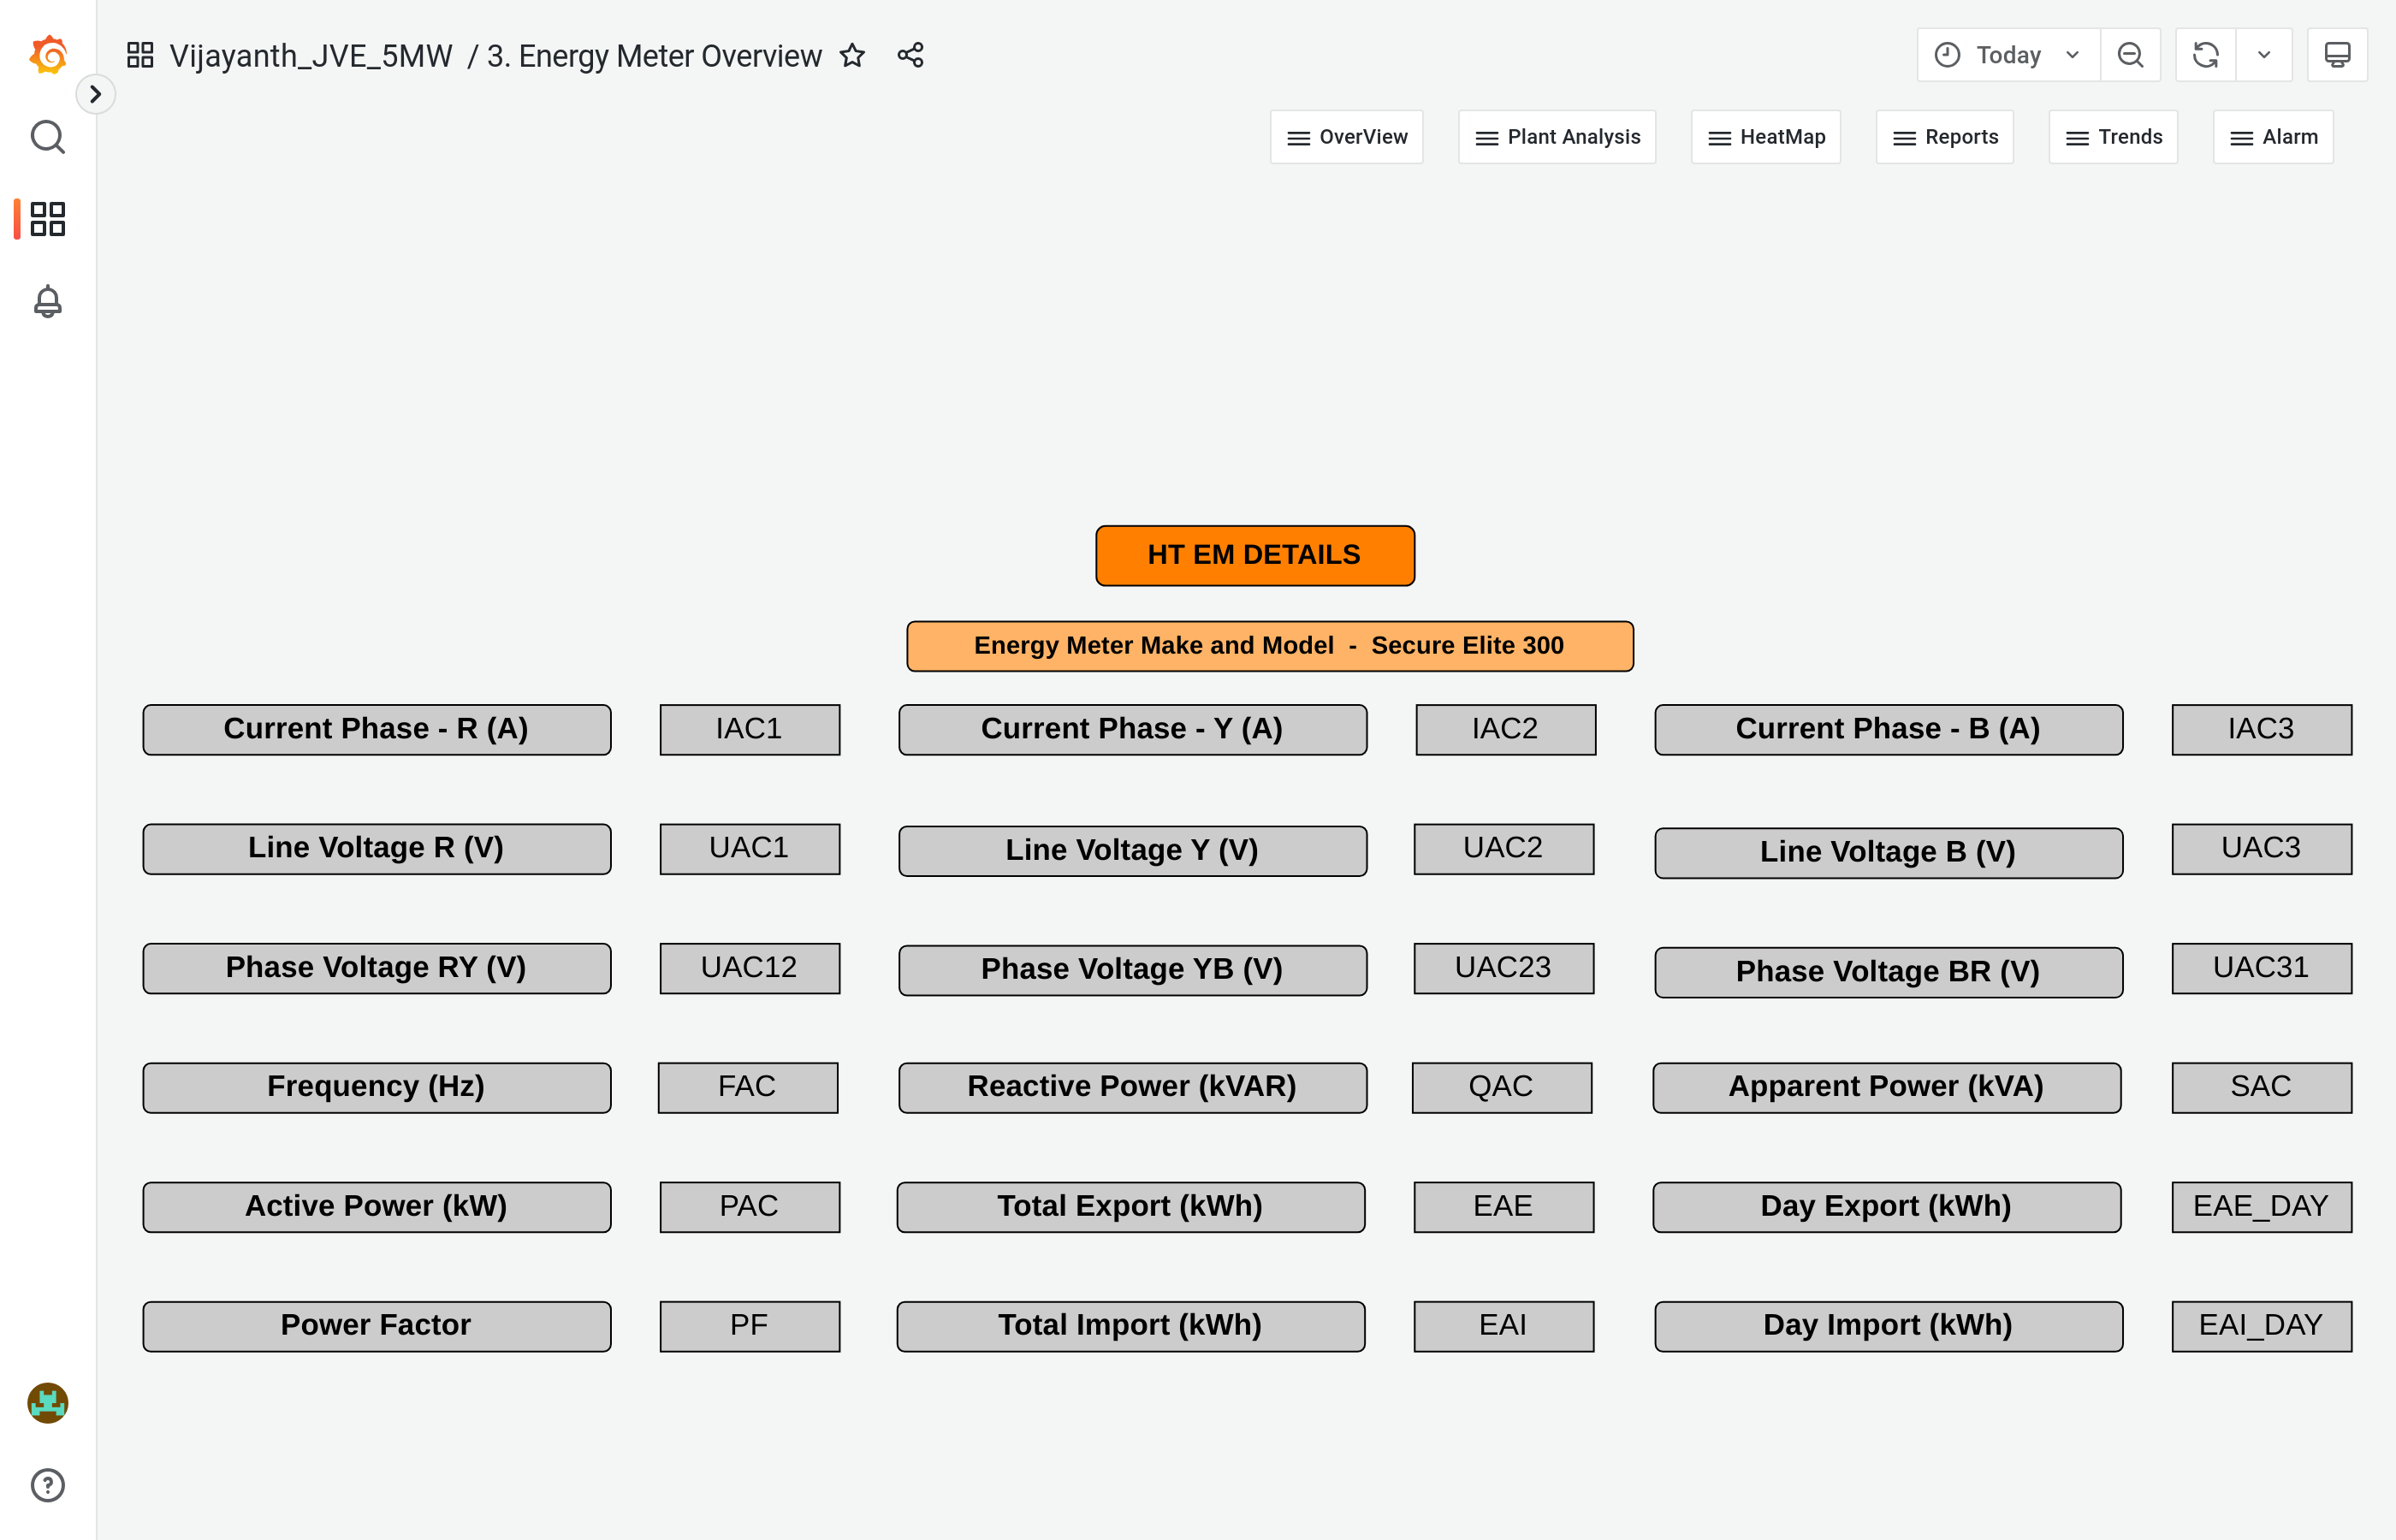 Vijayanth_JVE_5MW / 3. Energy Meter Overview
Today
OverView
Plant Analysis
HeatMap
Reports
Trends
Alarm
HT EM DETAILS
Energy Meter Make and Model - Secure Elite 300
Current Phase - R (A) IAC1 Current Phase - Y (A) IAC2 Current Phase - B (A) IAC3
Line Voltage R (V) UAC1 Line Voltage Y (V) UAC2 Line Voltage B (V) UAC3
Phase Voltage RY (V) UAC12 Phase Voltage YB (V) UAC23 Phase Voltage BR (V) UAC31
Frequency (Hz) FAC Reactive Power (kVAR) QAC Apparent Power (kVA) SAC
Active Power (kW) PAC Total Export (kWh) EAE Day Export (kWh) EAE_DAY
Power Factor PF Total Import (kWh) EAI Day Import (kWh) EAI_DAY